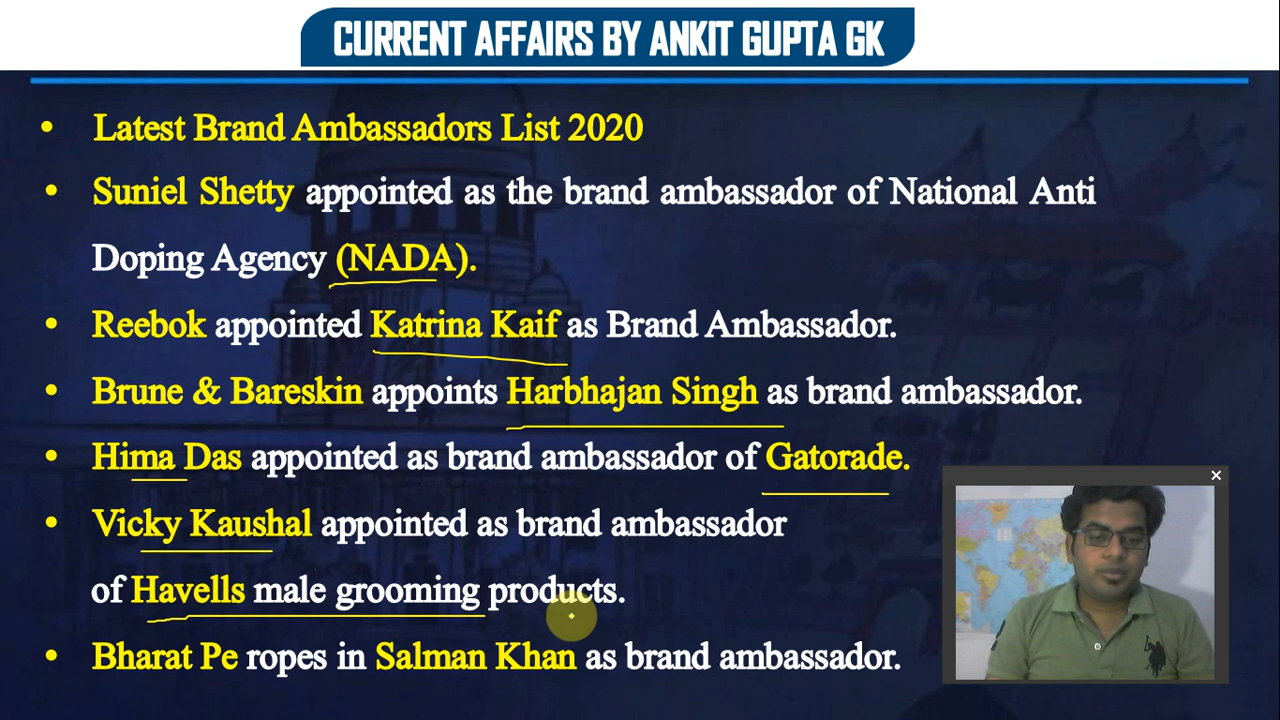 CURRENT AFFAIRS BY ANKIT GUPTA GK
• Latest Brand Ambassadors List 2020
• Suniel Shetty appointed as the brand ambassador of National Anti
Doping Agency (NADA).
• Reebok appointed Katrina Kaif as Brand Ambassador.
• Brune & Bareskin appoints Harbhajan Singh as brand ambassador.
• Hima Das appointed as brand ambassador of Gatorade.
• Vicky Kaushal appointed as brand ambassador
of Havells male grooming products.
• Bharat Pe ropes in Salman Khan as brand ambassador.